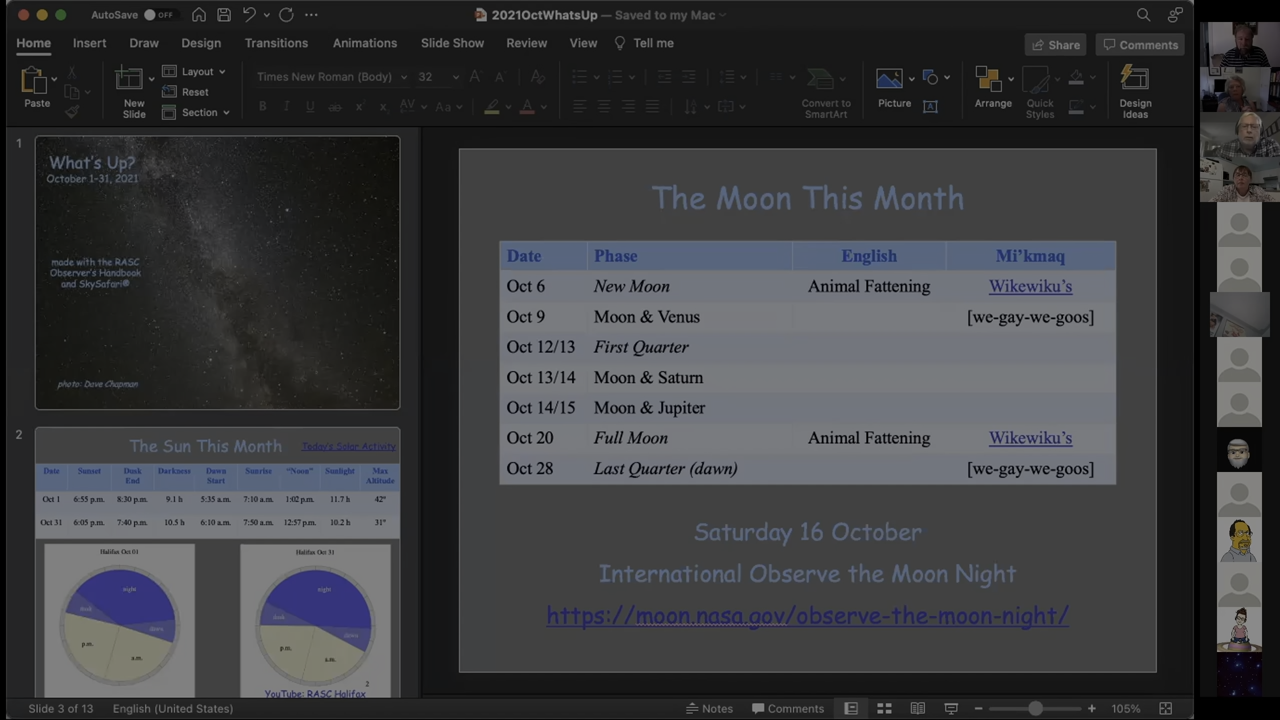 AutoSave OFF 2021OctWhatsUp — Saved to my Mac
Home Insert Draw Design Transitions Animations Slide Show Review View Tell me Share Comments
Paste New Slide Layout Reset Section Times New Roman (Body) 32 Convert to SmartArt Picture Arrange Quick Styles Design Ideas
1
What's Up?
October 1-31, 2021
made with the RASC
Observer's Handbook
and SkySafari®
photo: Dave Chapman
2
The Sun This Month Today's Solar Activity
Date Sunset Dusk End Darkness Dawn Start Sunrise "Noon" Sunlight Max Altitude
Oct 1 6:55 p.m. 8:30 p.m. 9.1 h 5:35 a.m. 7:10 a.m. 1:02 p.m. 11.7 h 42°
Oct 31 6:05 p.m. 7:40 p.m. 10.5 h 6:10 a.m. 7:50 a.m. 12:57 p.m. 10.2 h 31°
Halifax Oct 01 Halifax Oct 31
night night
dusk dawn dusk dawn
p.m. a.m. p.m. a.m.
2
YouTube: RASC Halifax
The Moon This Month
Date Phase English Mi'kmaq
Oct 6 New Moon Animal Fattening Wikewiku's
Oct 9 Moon & Venus [we-gay-we-goos]
Oct 12/13 First Quarter
Oct 13/14 Moon & Saturn
Oct 14/15 Moon & Jupiter
Oct 20 Full Moon Animal Fattening Wikewiku's
Oct 28 Last Quarter (dawn) [we-gay-we-goos]
Saturday 16 October
International Observe the Moon Night
https://moon.nasa.gov/observe-the-moon-night/
Slide 3 of 13 English (United States) Notes Comments 105%